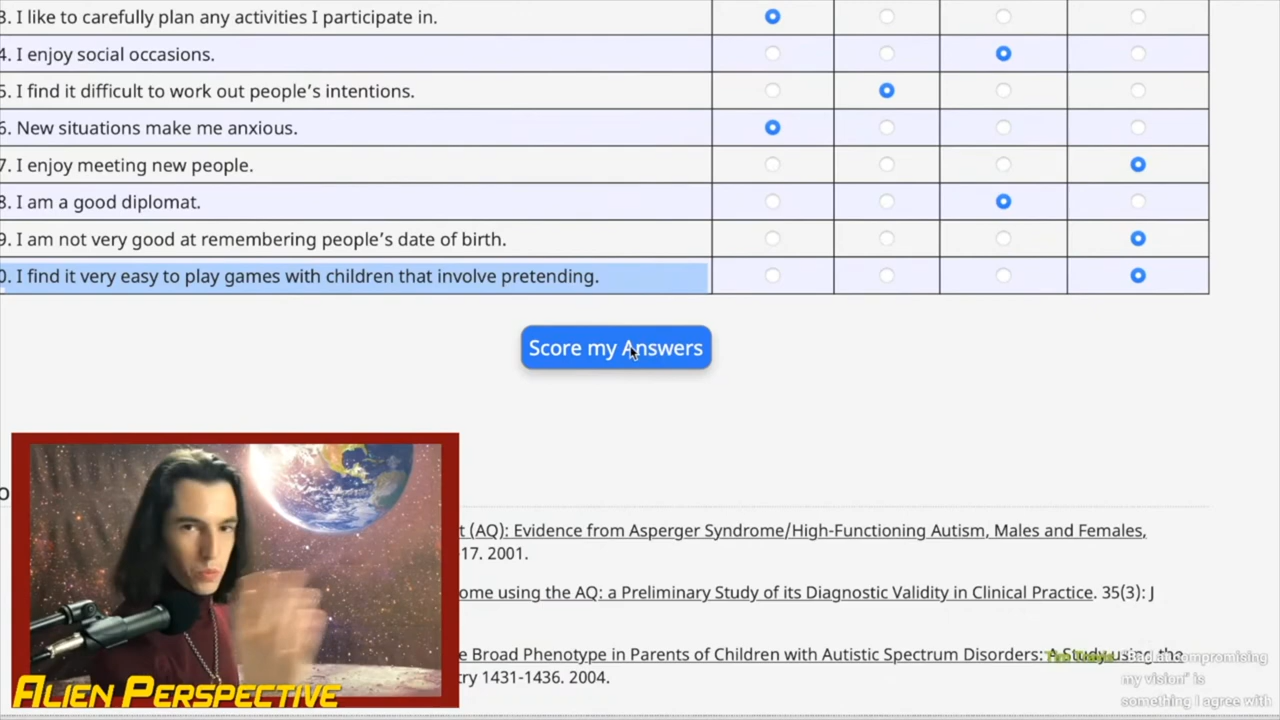 3. I like to carefully plan any activities I participate in.
4. I enjoy social occasions.
5. I find it difficult to work out people's intentions.
6. New situations make me anxious.
7. I enjoy meeting new people.
8. I am a good diplomat.
9. I am not very good at remembering people's date of birth.
0. I find it very easy to play games with children that involve pretending.
Score my Answers
t (AQ): Evidence from Asperger Syndrome/High-Functioning Autism, Males and Females,
17. 2001.
ome using the AQ: a Preliminary Study of its Diagnostic Validity in Clinical Practice. 35(3): J
e Broad Phenotype in Parents of Children with Autistic Spectrum Disorders: A Study using the
try 1431-1436. 2004.
compromising
my vision" is
something I agree with
ALIEN PERSPECTIVE